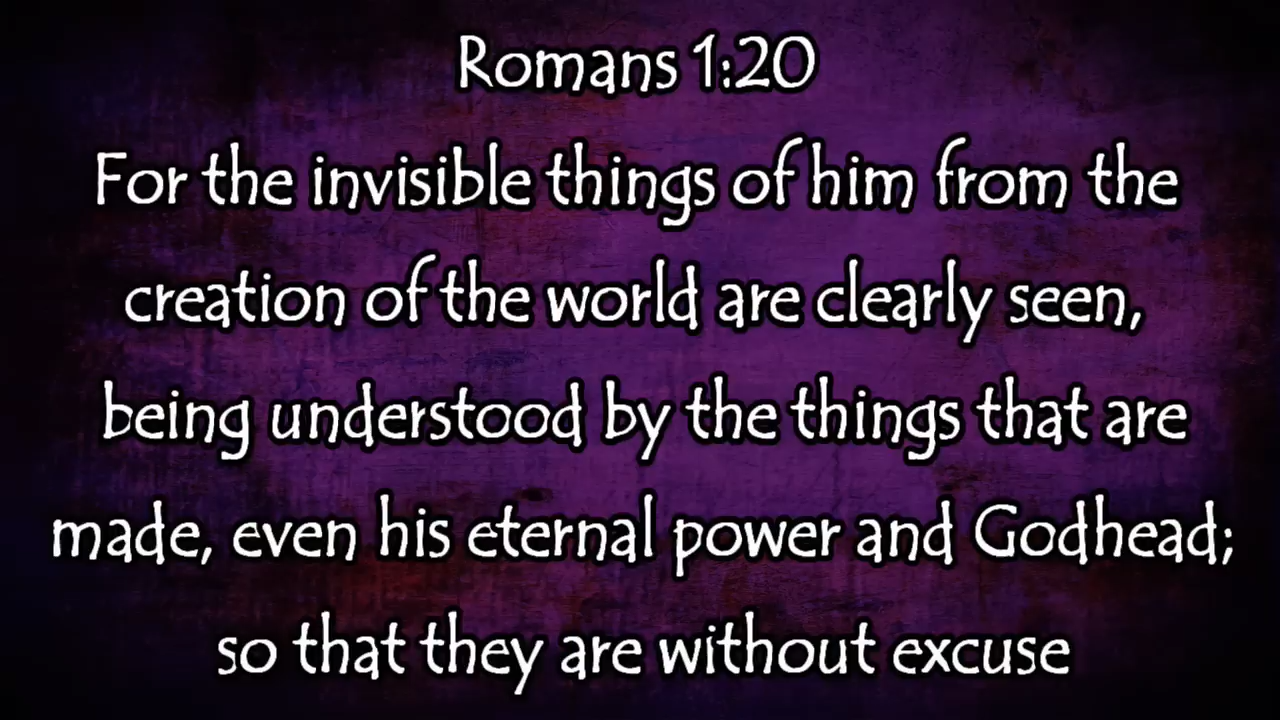 Romans 1:20
For the invisible things of him from the
creation of the world are clearly seen,
being understood by the things that are
made, even his eternal power and Godhead;
so that they are without excuse